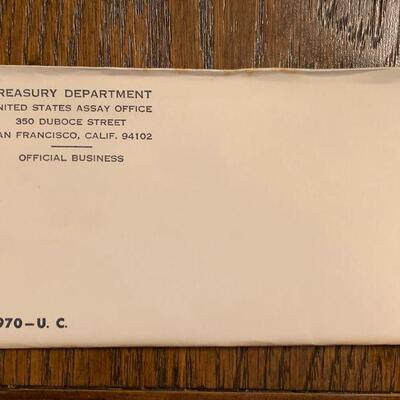 REASURY DEPARTMENT
NITED STATES ASSAY OFFICE
350 DUBOCE STREET
AN FRANCISCO, CALIF. 94102
OFFICIAL BUSINESS
970-U. C.